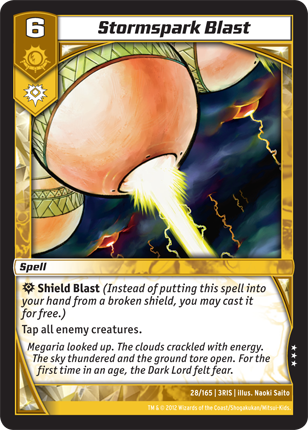 6
Stormspark Blast
Spell
Shield Blast (Instead of putting this spell into
your hand from a broken shield, you may cast it
for free.)
Tap all enemy creatures.
Megaria looked up. The clouds crackled with energy.
The sky thundered and the ground tore open. For the
first time in an age, the Dark Lord felt fear.
28/165 | 3RIS | illus. Naoki Saito
TM & © 2012 Wizards of the Coast/Shogakukan/Mitsui-Kids